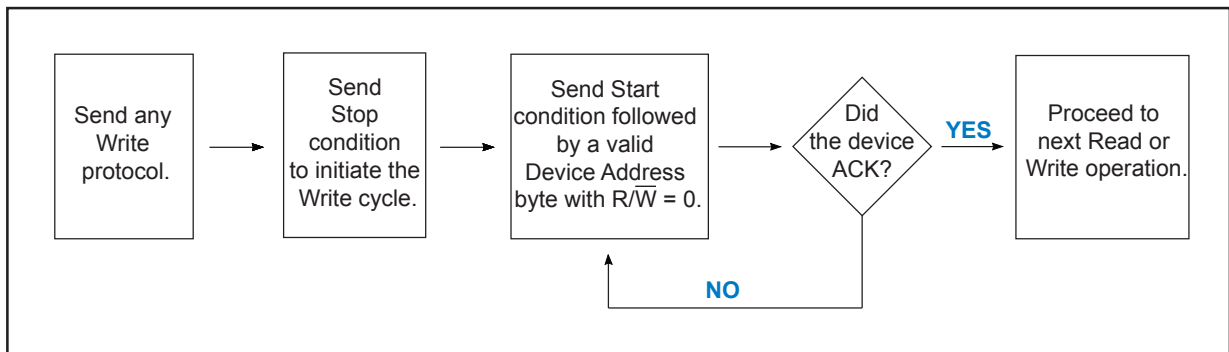 Send any
Write
protocol.
Send
Stop
condition
to initiate the
Write cycle.
Send Start
condition followed
by a valid
Device Address
byte with R/W̅ = 0.
Did
the device
ACK?
YES
Proceed to
next Read or
Write operation.
NO